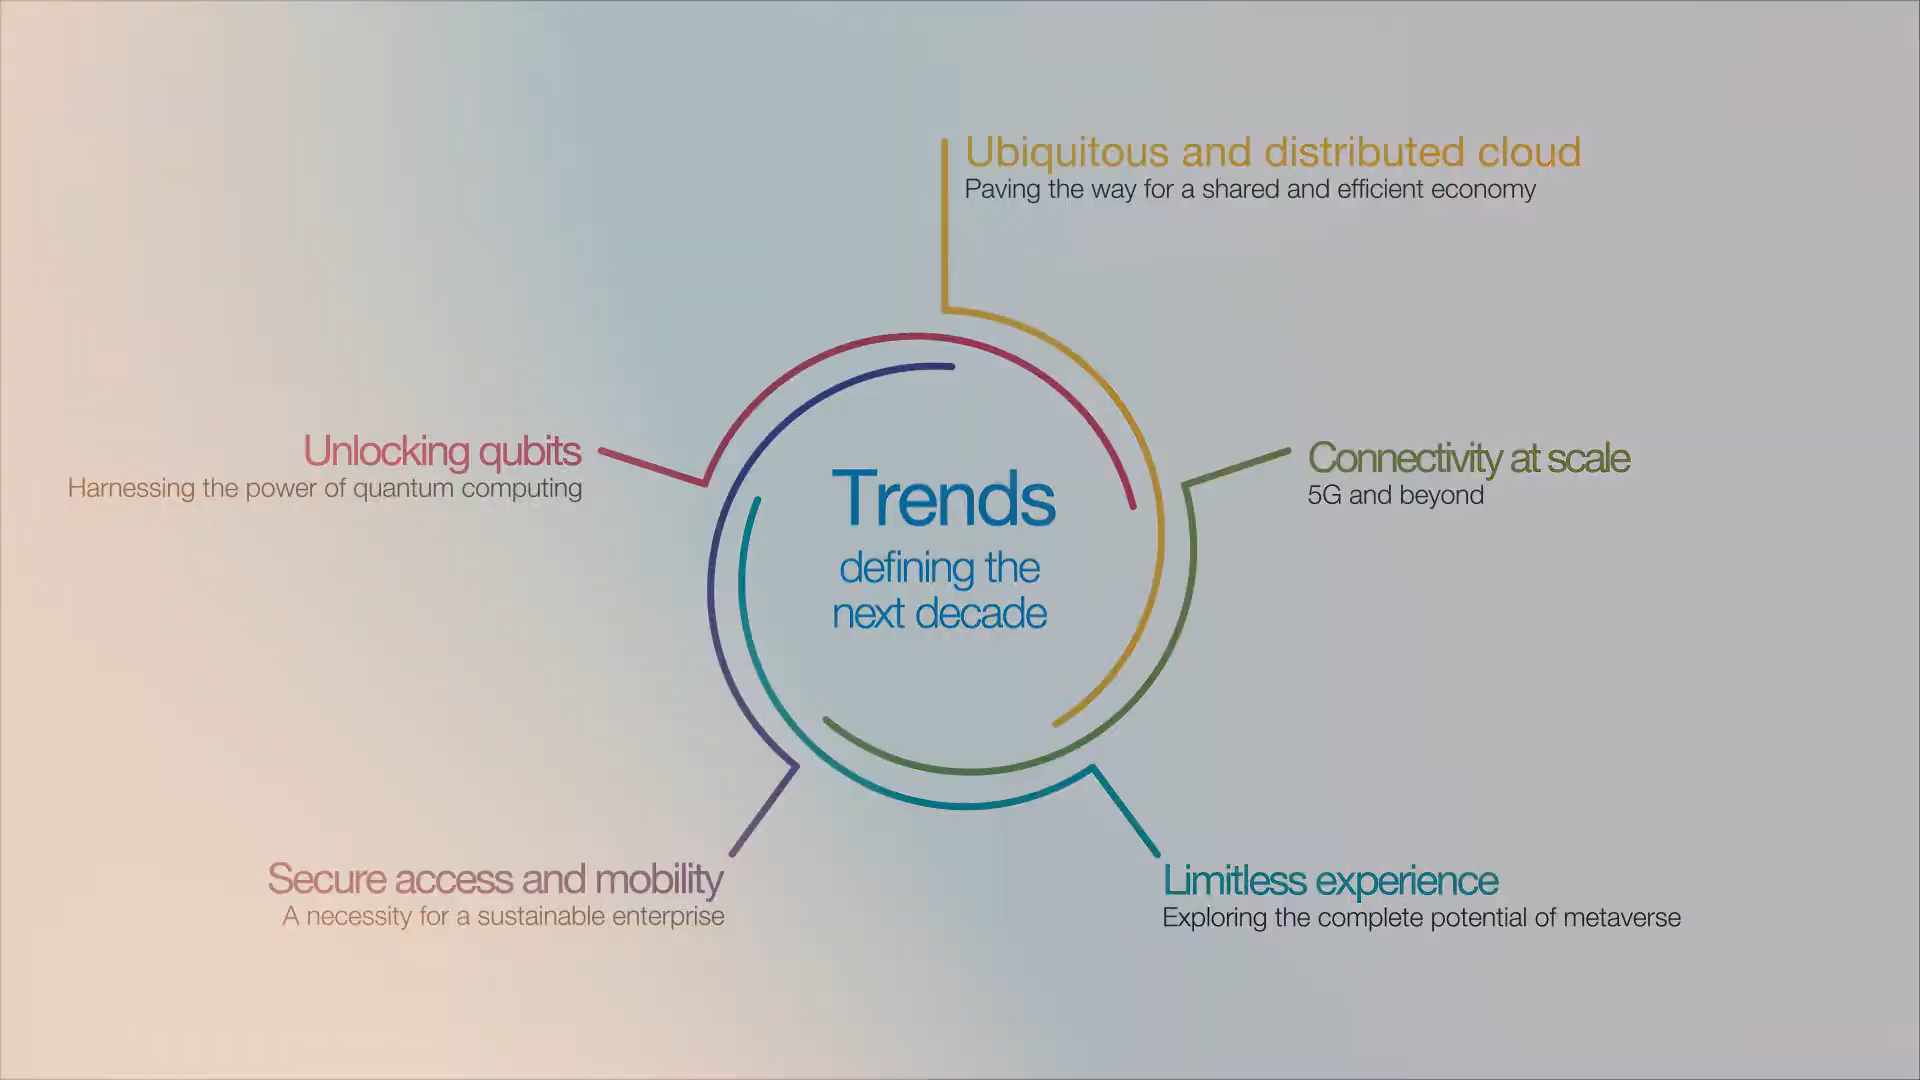 Ubiquitous and distributed cloud
Paving the way for a shared and efficient economy
Unlocking qubits
Harnessing the power of quantum computing
Connectivity at scale
5G and beyond
Trends
defining the
next decade
Secure access and mobility
A necessity for a sustainable enterprise
Limitless experience
Exploring the complete potential of metaverse